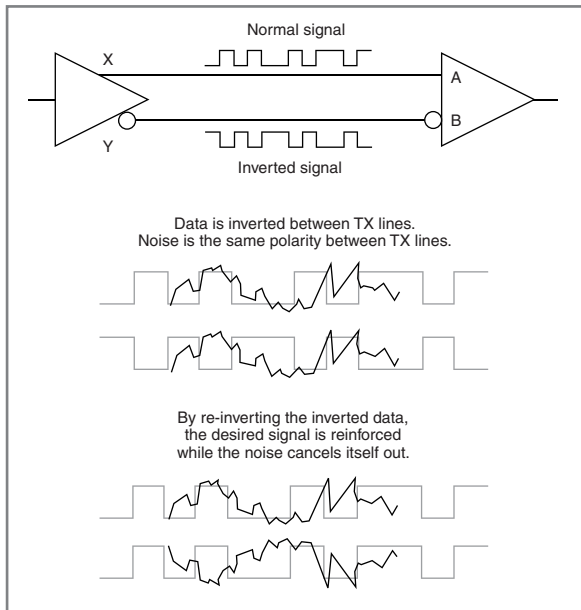 Normal signal
X
A
Y
B
Inverted signal
Data is inverted between TX lines.
Noise is the same polarity between TX lines.
By re-inverting the inverted data,
the desired signal is reinforced
while the noise cancels itself out.